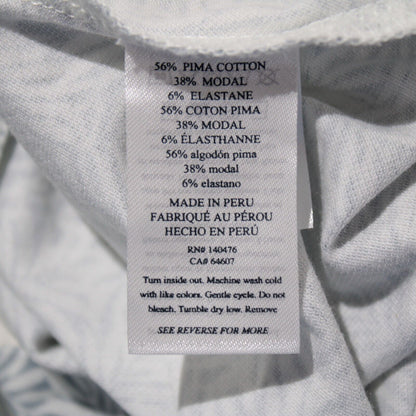 56% PIMA COTTON
38% MODAL
6% ELASTANE
56% COTON PIMA
38% MODAL
6% ÉLASTHANNE
56% algodón pima
38% modal
6% elastano
MADE IN PERU
FABRIQUÉ AU PÉROU
HECHO EN PERÚ
RN# 140476
CA# 64607
Turn inside out. Machine wash cold
with like colors. Gentle cycle. Do not
bleach. Tumble dry low. Remove
SEE REVERSE FOR MORE